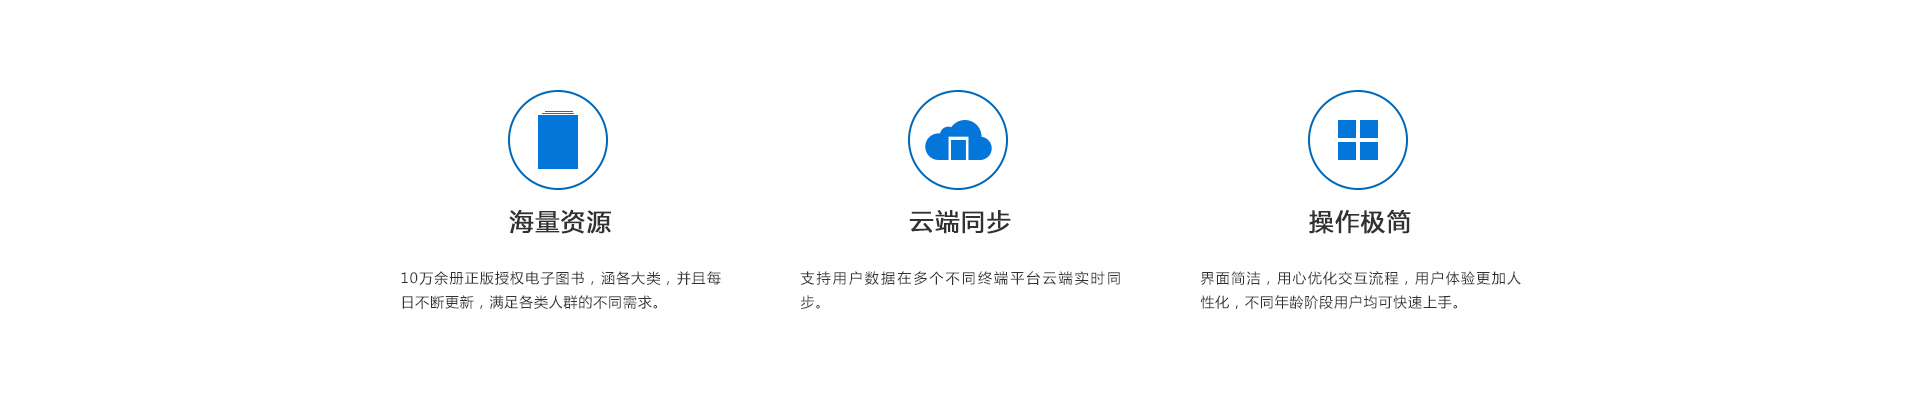 海量资源
10万余册正版授权电子图书，涵各大类，并且每
日不断更新，满足各类人群的不同需求。
云端同步
支持用户数据在多个不同终端平台云端实时同
步。
操作极简
界面简洁，用心优化交互流程，用户体验更加人
性化，不同年龄阶段用户均可快速上手。